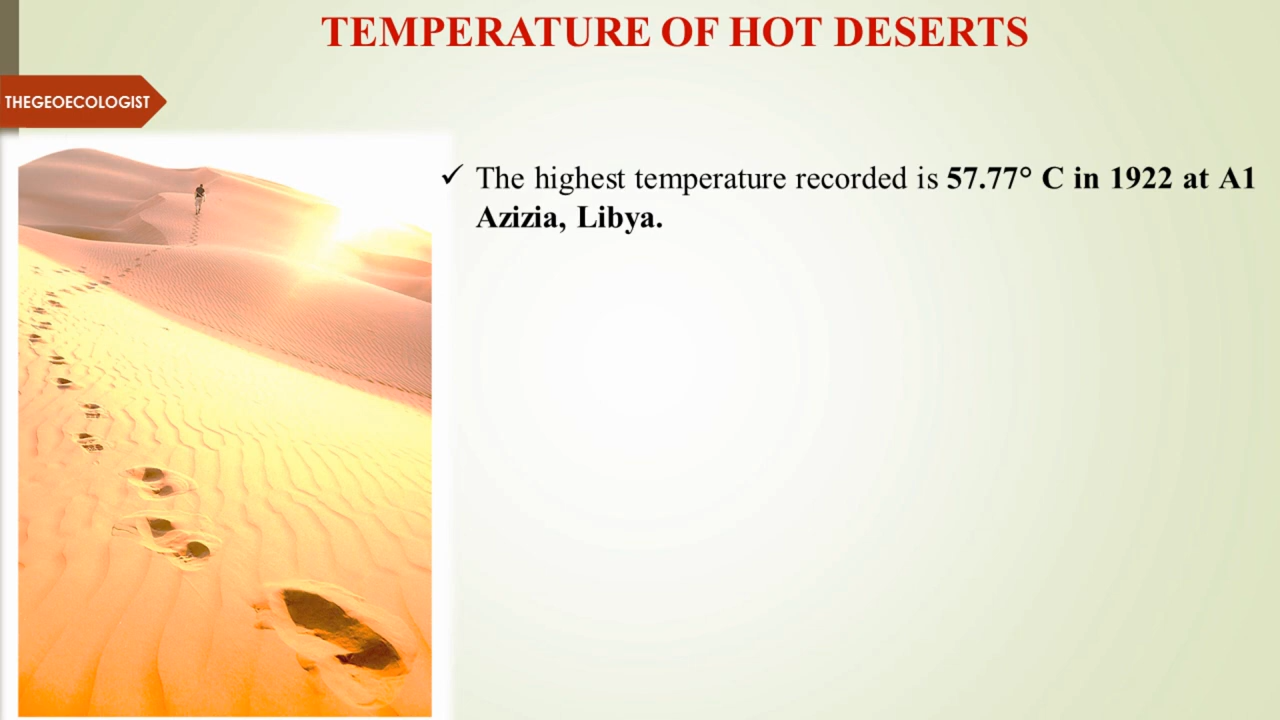 TEMPERATURE OF HOT DESERTS
THEGEOECOLOGIST
✓ The highest temperature recorded is 57.77° C in 1922 at A1
Azizia, Libya.